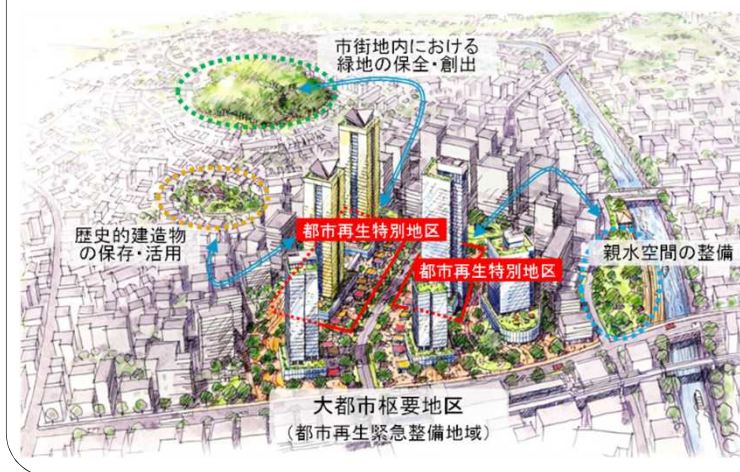 市街地内における
緑地の保全・創出
歴史的建造物
の保存・活用
都市再生特別地区
都市再生特別地区
親水空間の整備
大都市枢要地区
（都市再生緊急整備地域）